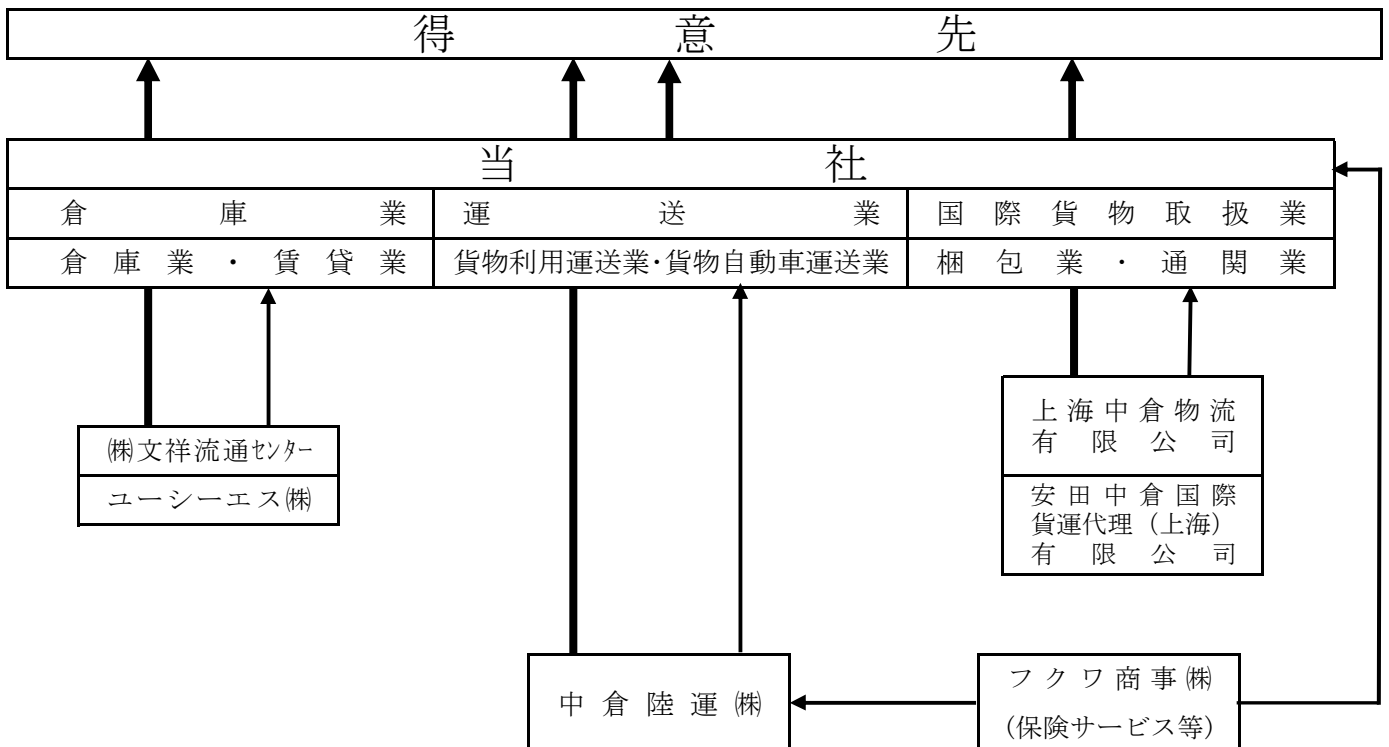 得意先
当社
倉庫業
運送業
国際貨物取扱業
倉庫業・賃貸業
貨物利用運送業・貨物自動車運送業
梱包業・通関業
㈱文祥流通ｾﾝﾀｰ
ユーシーエス㈱
上海中倉物流
有限公司
安田中倉国際
貨運代理（上海）
有限公司
中倉陸運㈱
フクワ商事㈱
（保険サービス等）